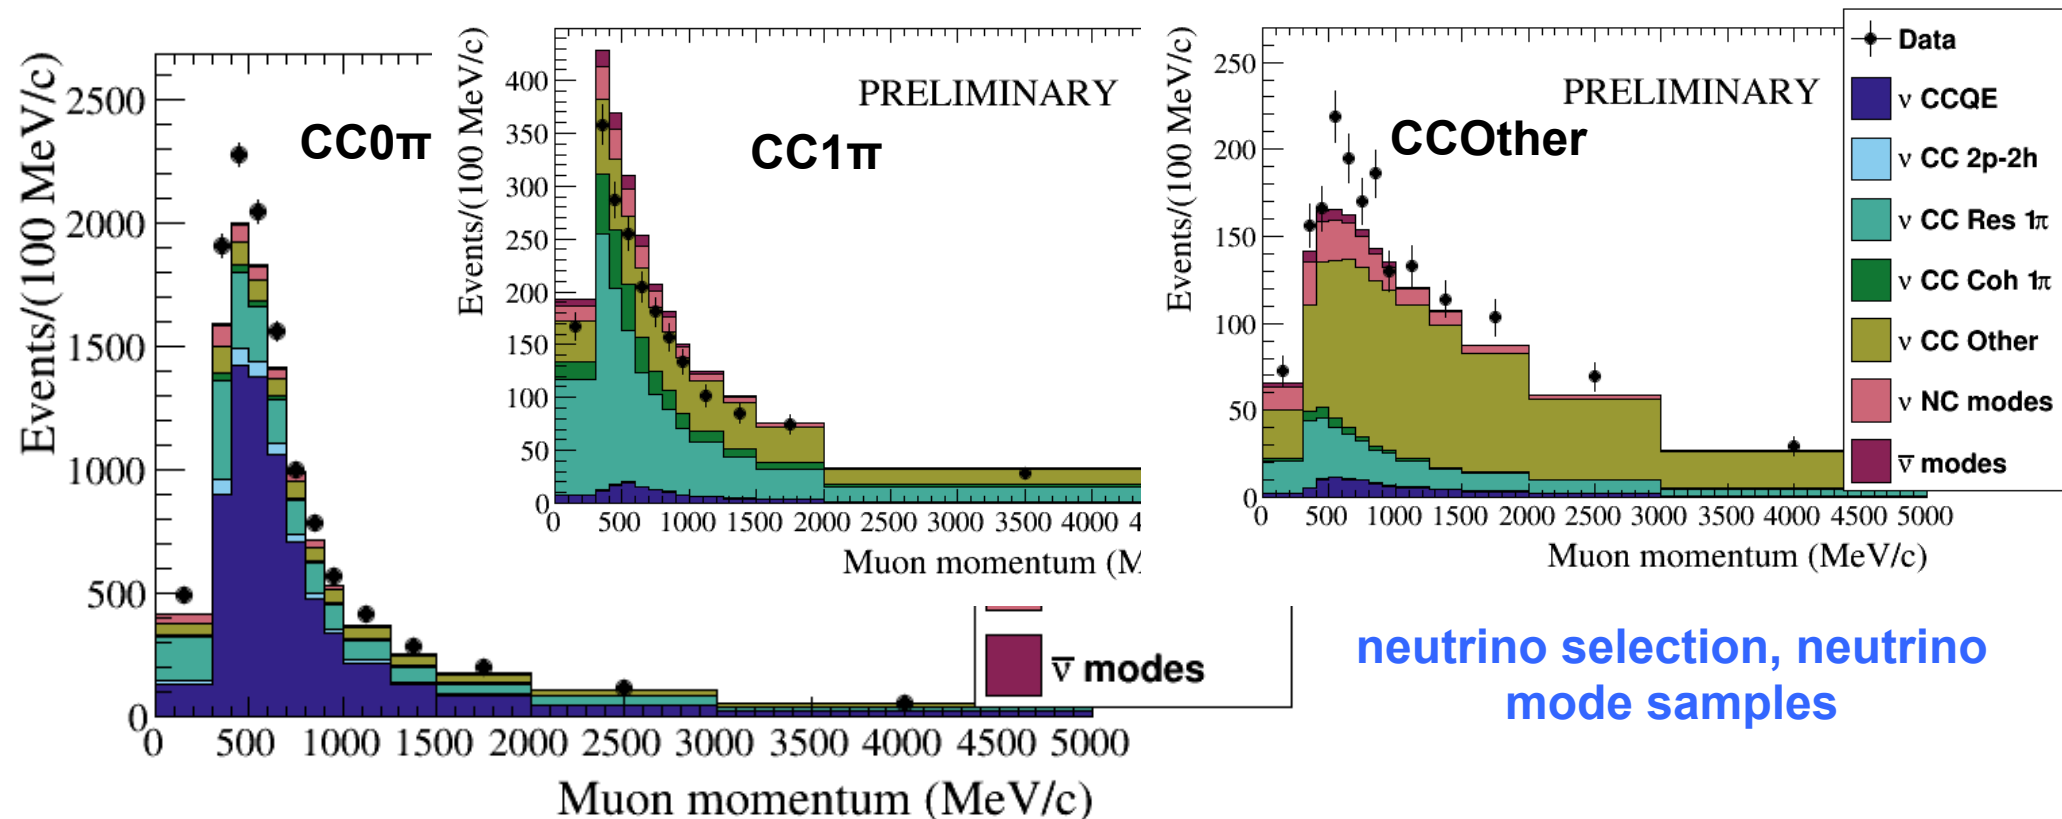 Events/(100 MeV/c)
2500
2000
1500
1000
500
0
CC0π
0 500 1000 1500 2000 2500 3000 3500 4000 4500 5000
Muon momentum (MeV/c)
ν̅ modes
Events/(100 MeV/c)
400
350
300
250
200
150
100
50
0
PRELIMINARY
CC1π
0 500 1000 1500 2000 2500 3000 3500 4000 4
Muon momentum (M
Events/(100 MeV/c)
250
200
150
100
50
0
PRELIMINARY
CCOther
0 500 1000 1500 2000 2500 3000 3500 4000 4500 5000
Muon momentum (MeV/c)
Data
ν CCQE
ν CC 2p-2h
ν CC Res 1π
ν CC Coh 1π
ν CC Other
ν NC modes
ν̅ modes
neutrino selection, neutrino
mode samples